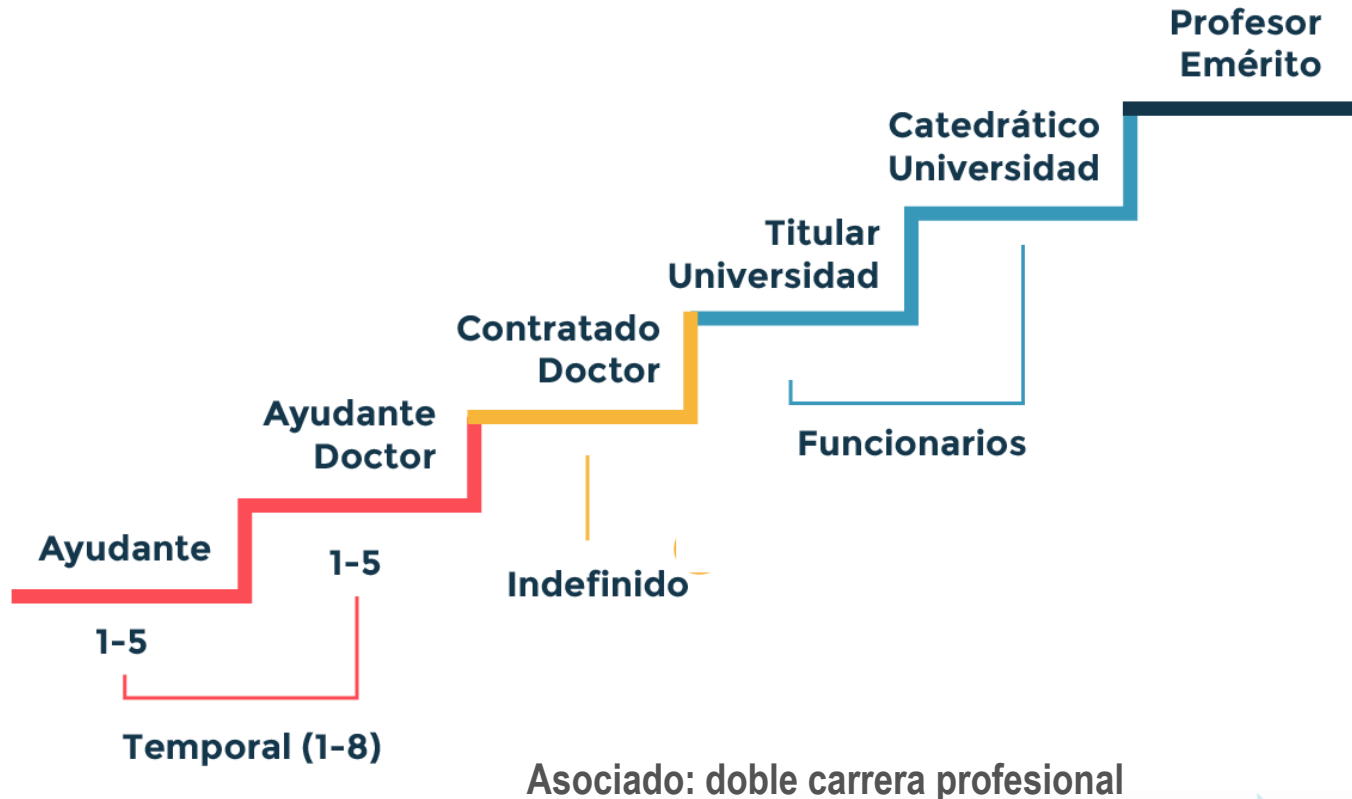 Profesor
Emérito
Catedrático
Universidad
Titular
Universidad
Contratado
Doctor
Ayudante
Doctor
Funcionarios
Ayudante
1-5
Indefinido
1-5
Temporal (1-8)
Asociado: doble carrera profesional